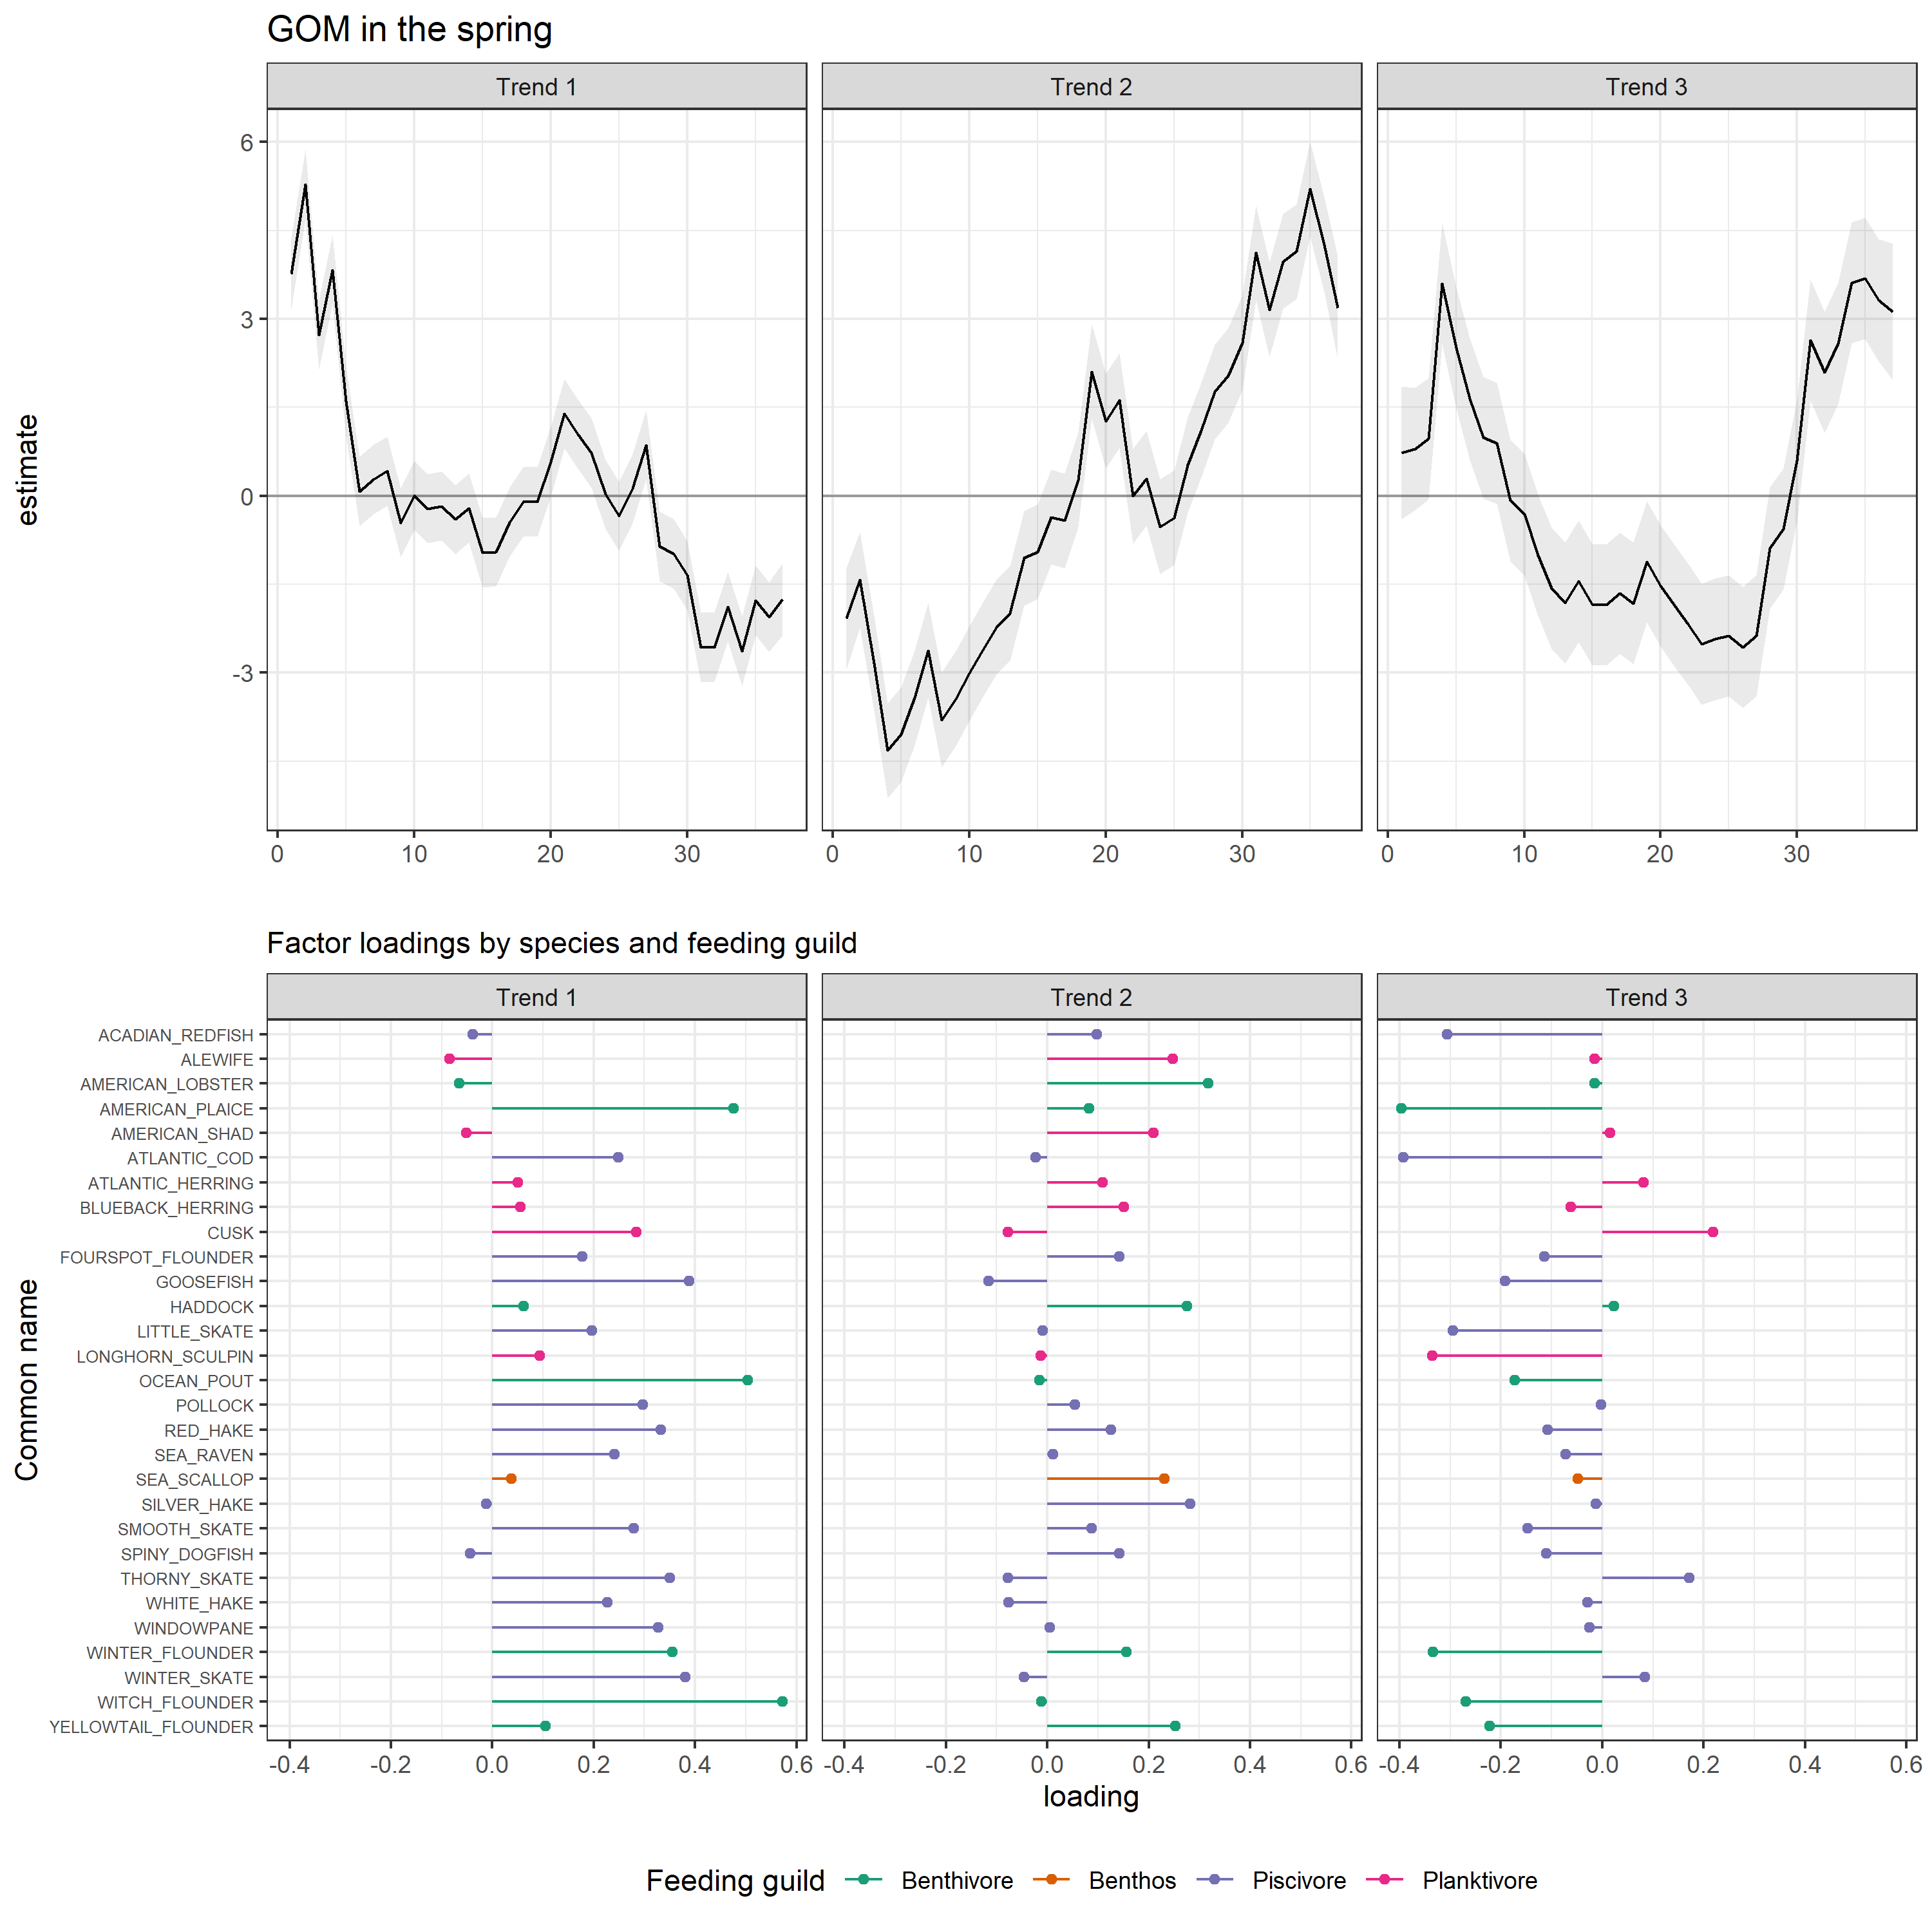 GOM in the spring
Trend 1 Trend 2 Trend 3
estimate
6
3
0
-3
0 10 20 30 0 10 20 30 0 10 20 30
Factor loadings by species and feeding guild
Trend 1 Trend 2 Trend 3
Common name
ACADIAN_REDFISH
ALEWIFE
AMERICAN_LOBSTER
AMERICAN_PLAICE
AMERICAN_SHAD
ATLANTIC_COD
ATLANTIC_HERRING
BLUEBACK_HERRING
CUSK
FOURSPOT_FLOUNDER
GOOSEFISH
HADDOCK
LITTLE_SKATE
LONGHORN_SCULPIN
OCEAN_POUT
POLLOCK
RED_HAKE
SEA_RAVEN
SEA_SCALLOP
SILVER_HAKE
SMOOTH_SKATE
SPINY_DOGFISH
THORNY_SKATE
WHITE_HAKE
WINDOWPANE
WINTER_FLOUNDER
WINTER_SKATE
WITCH_FLOUNDER
YELLOWTAIL_FLOUNDER
-0.4 -0.2 0.0 0.2 0.4 0.6 -0.4 -0.2 0.0 0.2 0.4 0.6 -0.4 -0.2 0.0 0.2 0.4 0.6
loading
Feeding guild Benthivore Benthos Piscivore Planktivore